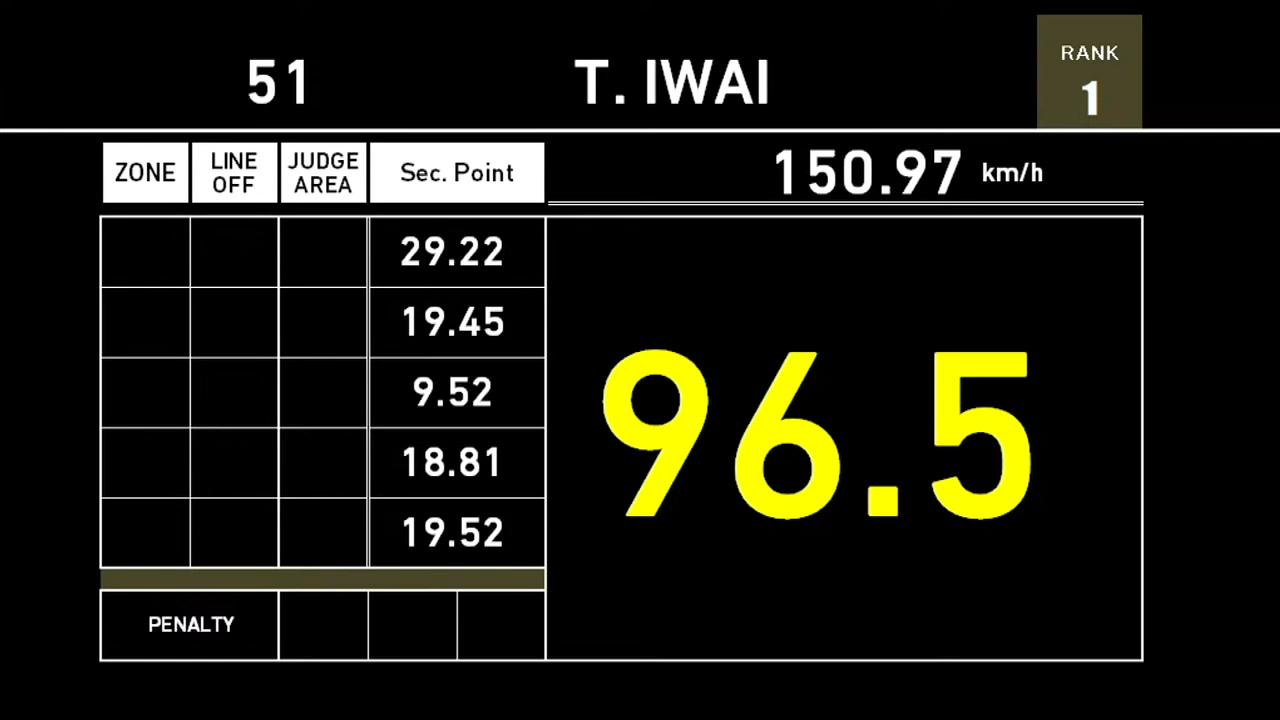 51 T. IWAI RANK
1
ZONE LINE OFF JUDGE AREA Sec. Point 150.97 km/h
29.22
19.45
9.52
18.81
19.52
96.5
PENALTY